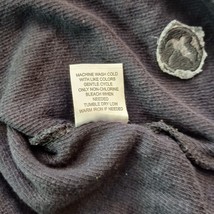 MACHINE WASH COLD
WITH LIKE COLORS
GENTLE CYCLE
ONLY NON-CHLORINE
BLEACH WHEN
NEEDED
TUMBLE DRY LOW
WARM IRON IF NEEDED